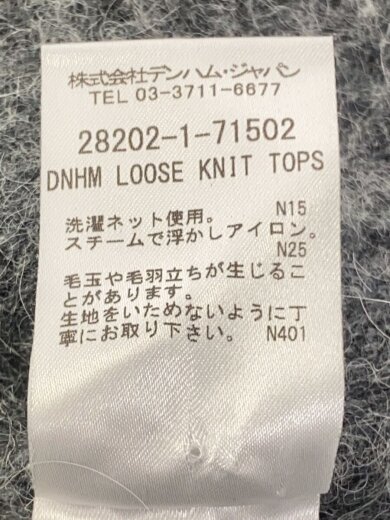 株式会社デンハム・ジャパン
TEL 03-3711-6677
28202-1-71502
DNHM LOOSE KNIT TOPS
洗濯ネット使用。 N15
スチームで浮かしアイロン。
N25
毛玉や毛羽立ちが生じるこ
とがあります。
生地をいためないように丁
寧にお取り下さい。 N401